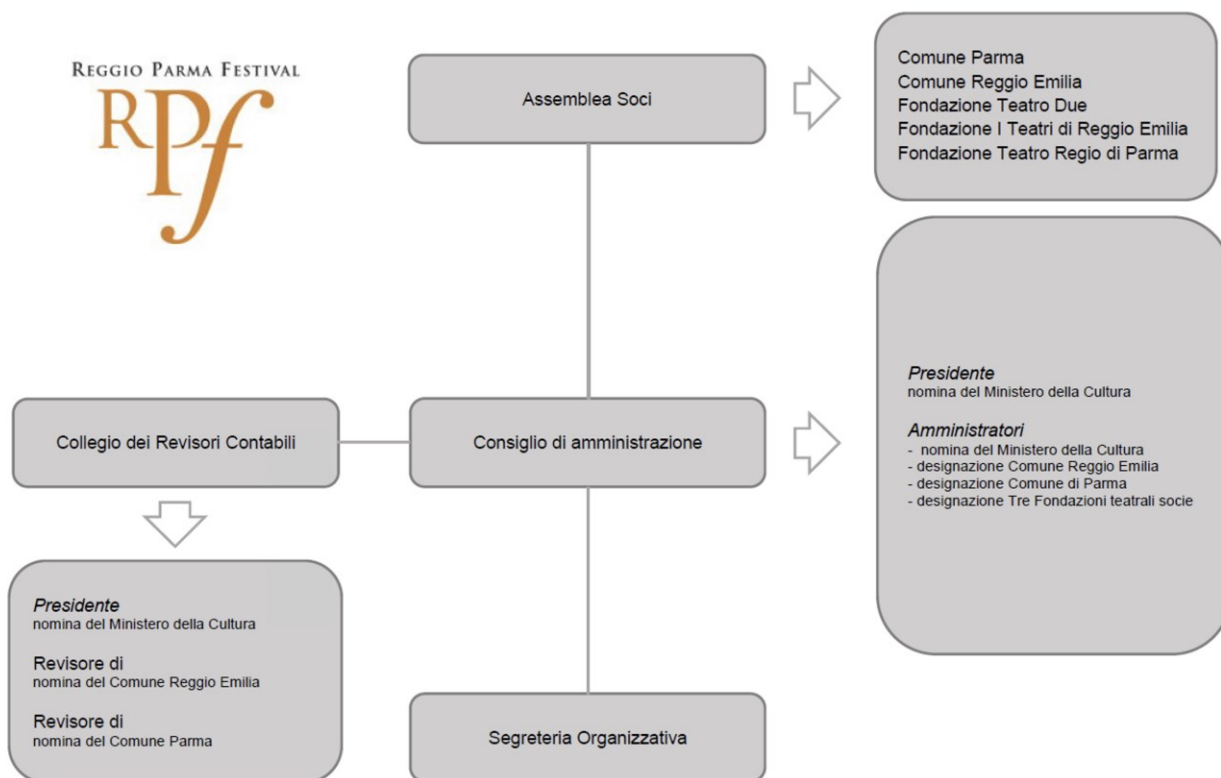 REGGIO PARMA FESTIVAL
RPf
Assemblea Soci
Comune Parma
Comune Reggio Emilia
Fondazione Teatro Due
Fondazione I Teatri di Reggio Emilia
Fondazione Teatro Regio di Parma
Collegio dei Revisori Contabili
Consiglio di amministrazione
Presidente
nomina del Ministero della Cultura
Amministratori
- nomina del Ministero della Cultura
- designazione Comune Reggio Emilia
- designazione Comune di Parma
- designazione Tre Fondazioni teatrali socie
Presidente
nomina del Ministero della Cultura
Revisore di
nomina del Comune Reggio Emilia
Revisore di
nomina del Comune Parma
Segreteria Organizzativa